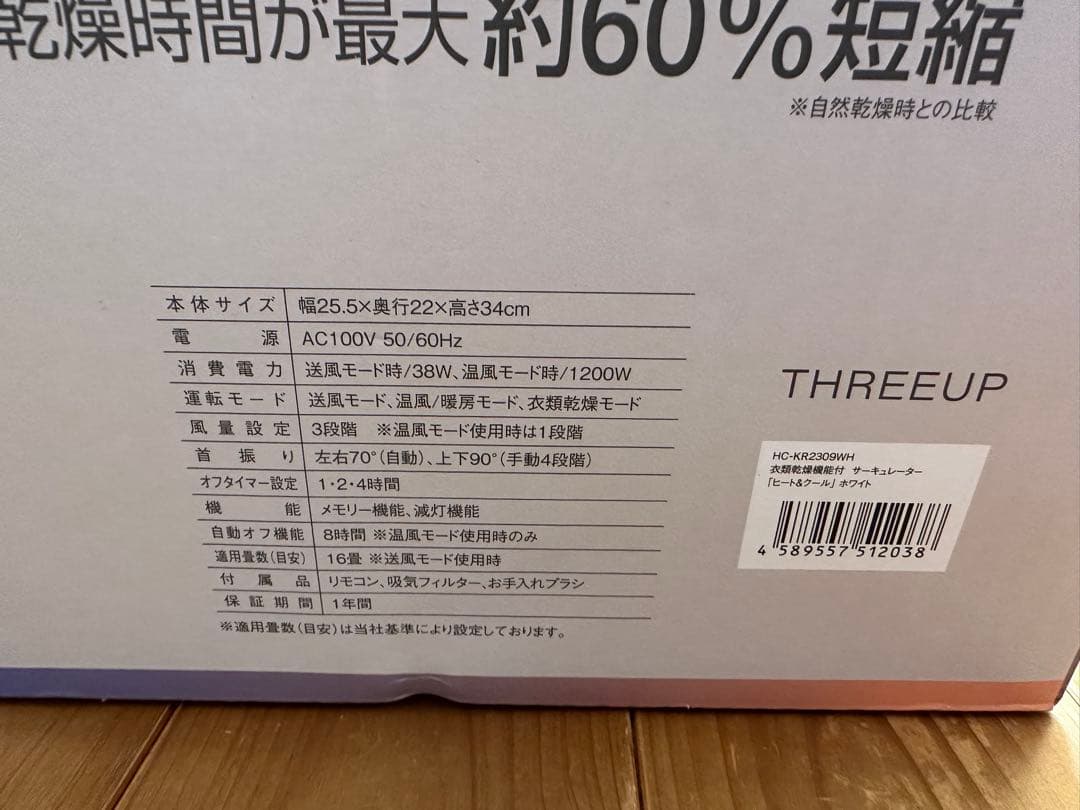 乾燥時間が最大約60%短縮
※自然乾燥時との比較
本体サイズ 幅25.5×奥行22×高さ34cm
電源 AC100V 50/60Hz
消費電力 送風モード時/38W、温風モード時/1200W
運転モード 送風モード、温風/暖房モード、衣類乾燥モード
風量設定 3段階 ※温風モード使用時は1段階
首振り 左右70°(自動)、上下90°(手動4段階)
オフタイマー設定 1・2・4時間
機能 メモリー機能、減灯機能
自動オフ機能 8時間 ※温風モード使用時のみ
適用畳数(目安) 16畳 ※送風モード使用時
付属品 リモコン、吸気フィルター、お手入れブラシ
保証期間 1年間
※適用畳数(目安)は当社基準により設定しております。
THREEUP
HC-KR2309WH
衣類乾燥機能付 サーキュレーター
「ヒート&クール」ホワイト
4 589557 512038